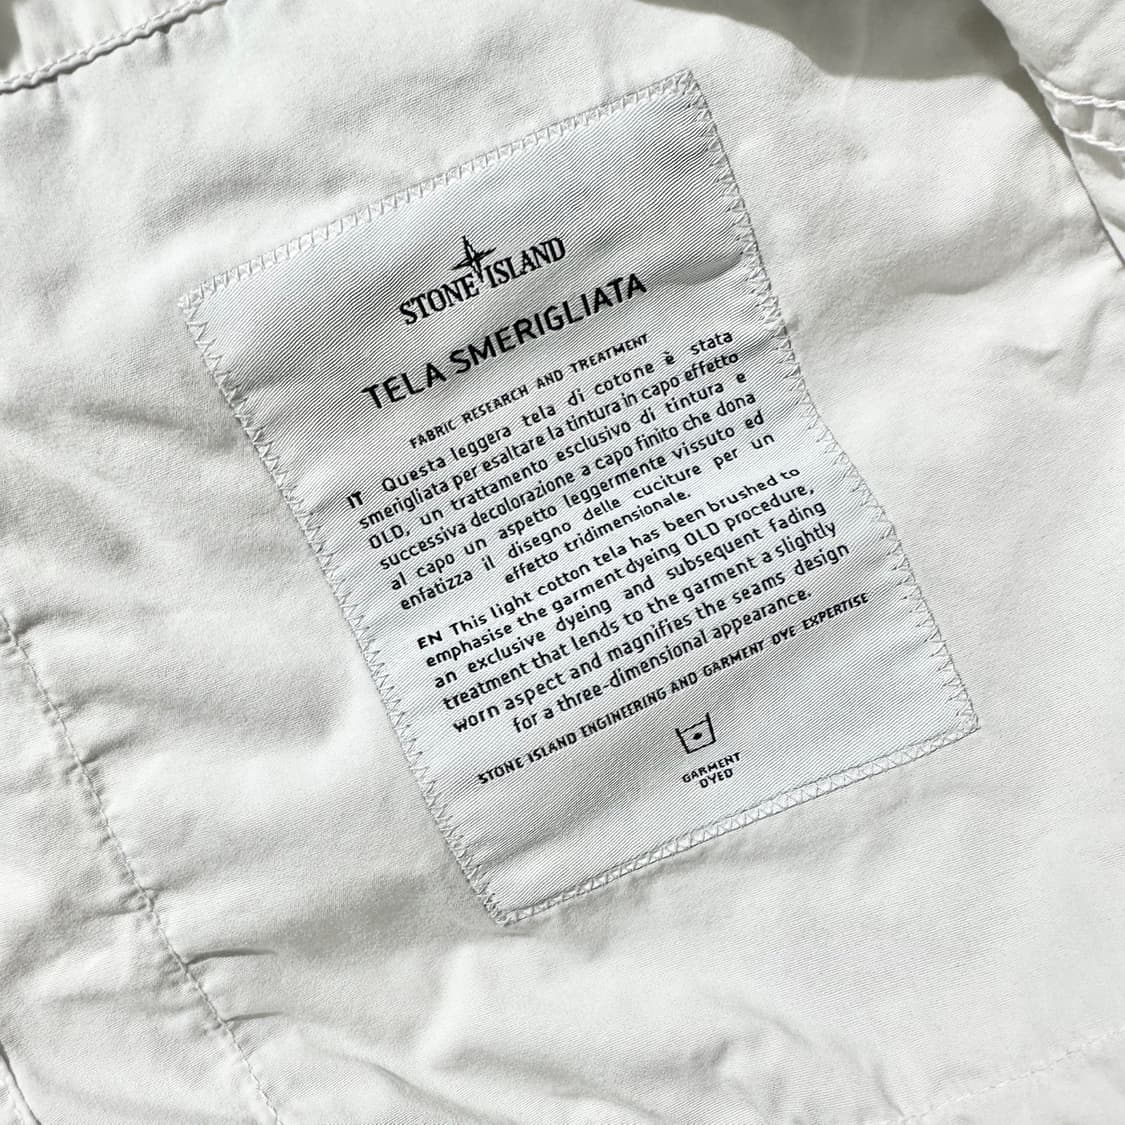 STONE ISLAND
TELA SMERIGLIATA
FABRIC RESEARCH AND TREATMENT
IT Questa leggera tela di cotone è stata
smerigliata per esaltare la tintura in capo effetto
OLD, un trattamento esclusivo di tintura e
successiva decolorazione a capo finito che dona
al capo un aspetto leggermente vissuto ed
enfatizza il disegno delle cuciture per un
effetto tridimensionale.
EN This light cotton tela has been brushed to
emphasise the garment dyeing OLD procedure,
an exclusive dyeing and subsequent fading
treatment that lends to the garment a slightly
worn aspect and magnifies the seams design
for a three-dimensional appearance.
STONE ISLAND ENGINEERING AND GARMENT DYE EXPERTISE
GARMENT
DYED